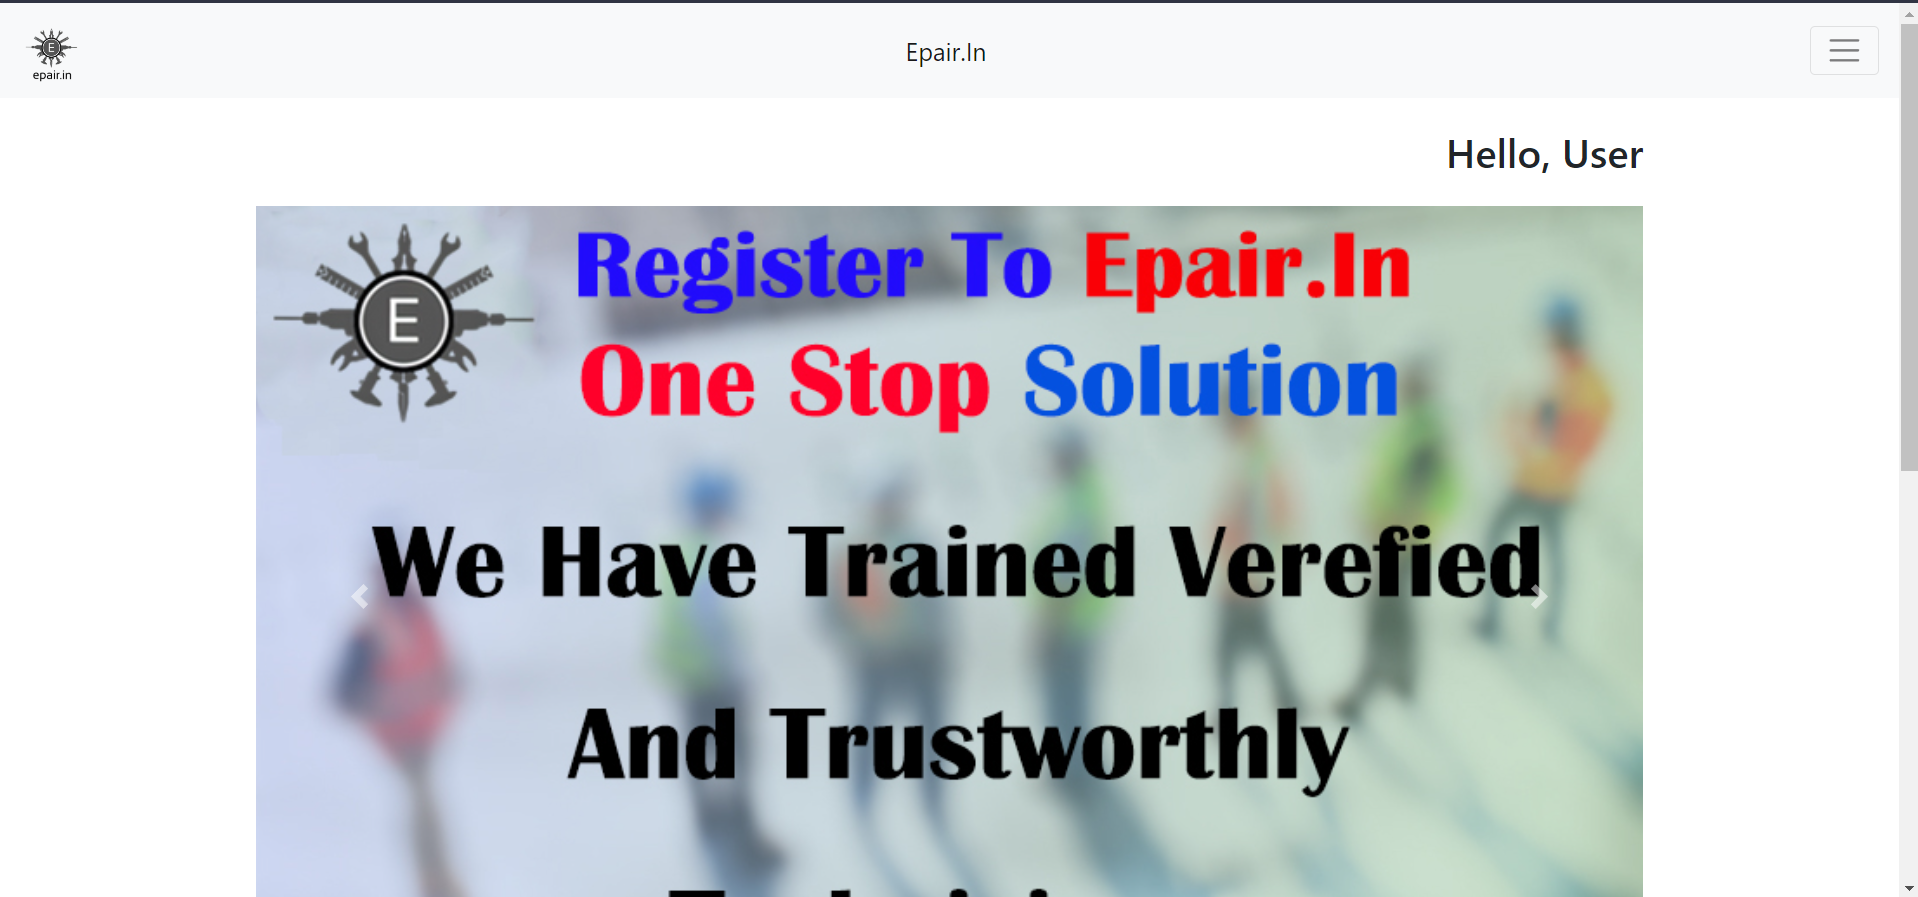 epair.in
Epair.In
Hello, User
E
Register To Epair.In
One Stop Solution
We Have Trained Verefied
And Trustworthly